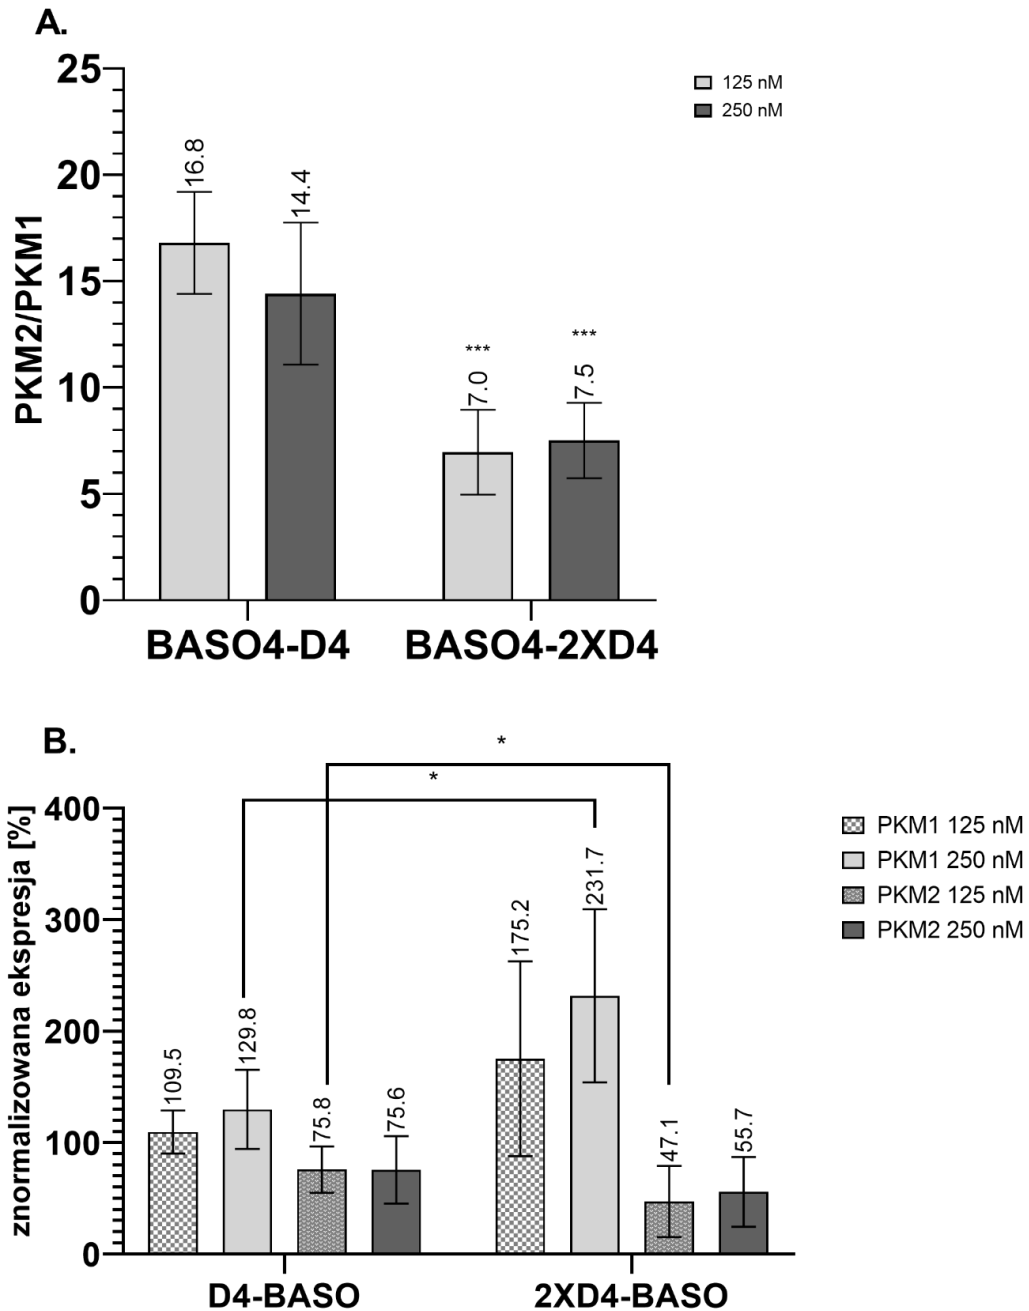 A.
25
20
15
10
5
0
PKM2/PKM1
125 nM
250 nM
16.8
14.4
***
7.0
***
7.5
BASO4-D4
BASO4-2XD4
B.
*
*
400
300
200
100
0
znormalizowana ekspresja [%]
PKM1 125 nM
PKM1 250 nM
PKM2 125 nM
PKM2 250 nM
109.5
129.8
75.8
75.6
175.2
231.7
47.1
55.7
D4-BASO
2XD4-BASO